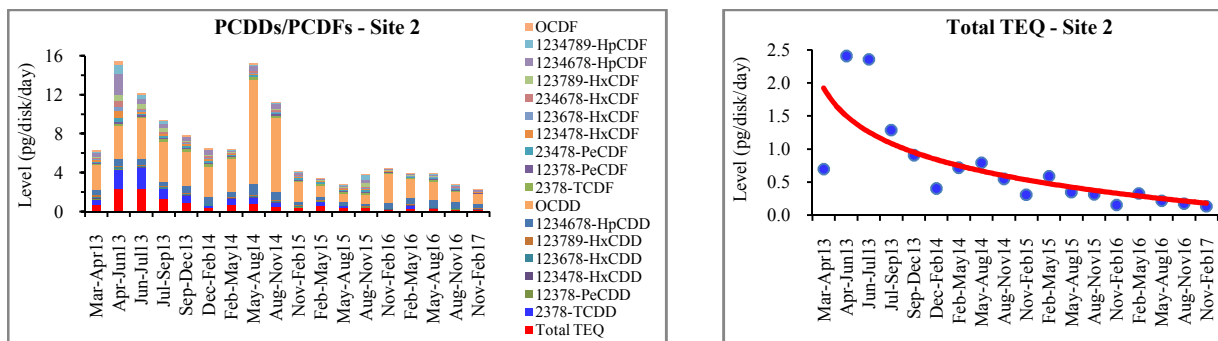 PCDDs/PCDFs - Site 2
Level (pg/disk/day)
16
12
8
4
0
Mar-Apr13
Apr-Jun13
Jun-Jul13
Jul-Sep13
Sep-Dec13
Dec-Feb14
Feb-May14
May-Aug14
Aug-Nov14
Nov-Feb15
Feb-May15
May-Aug15
Aug-Nov15
Nov-Feb16
Feb-May16
May-Aug16
Aug-Nov16
Nov-Feb17
OCDF
1234789-HpCDF
1234678-HpCDF
123789-HxCDF
234678-HxCDF
123678-HxCDF
123478-HxCDF
23478-PeCDF
12378-PeCDF
2378-TCDF
OCDD
1234678-HpCDD
123789-HxCDD
123678-HxCDD
123478-HxCDD
12378-PeCDD
2378-TCDD
Total TEQ
Total TEQ - Site 2
Level (pg/disk/day)
2.5
2.0
1.5
1.0
0.5
0.0
Mar-Apr13
Apr-Jun13
Jun-Jul13
Jul-Sep13
Sep-Dec13
Dec-Feb14
Feb-May14
May-Aug14
Aug-Nov14
Nov-Feb15
Feb-May15
May-Aug15
Aug-Nov15
Nov-Feb16
Feb-May16
May-Aug16
Aug-Nov16
Nov-Feb17